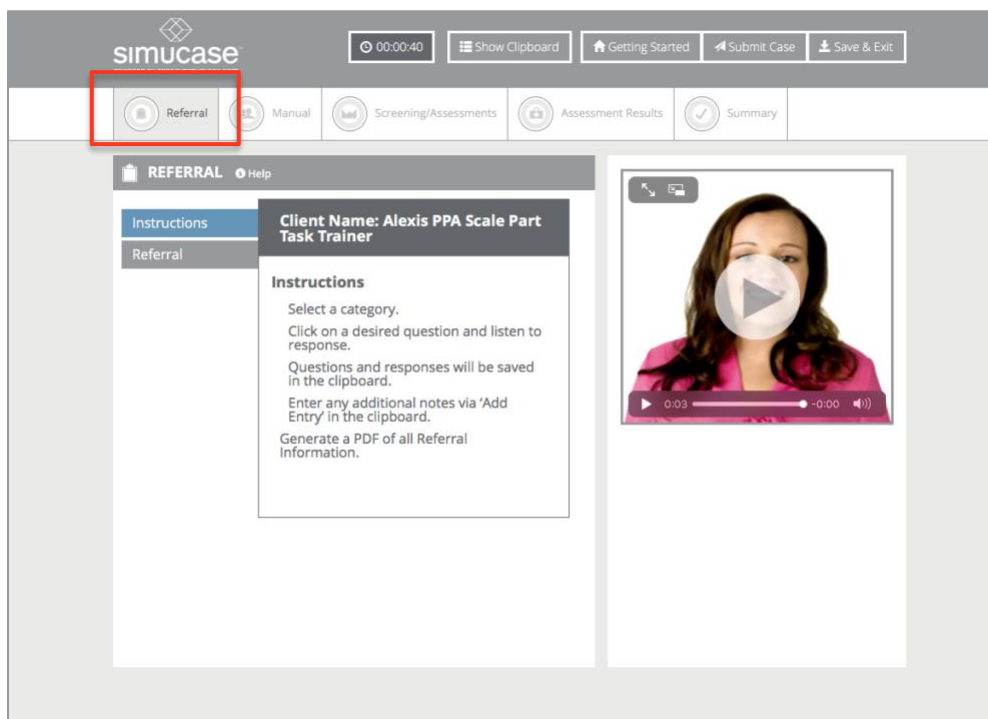 simucase
00:00:40
Show Clipboard
Getting Started
Submit Case
Save & Exit
Referral
Manual
Screening/Assessments
Assessment Results
Summary
REFERRAL Help
Instructions
Referral
Client Name: Alexis PPA Scale Part
Task Trainer
Instructions
Select a category.
Click on a desired question and listen to
response.
Questions and responses will be saved
in the clipboard.
Enter any additional notes via ‘Add
Entry’ in the clipboard.
Generate a PDF of all Referral
Information.
0:03
-0:00